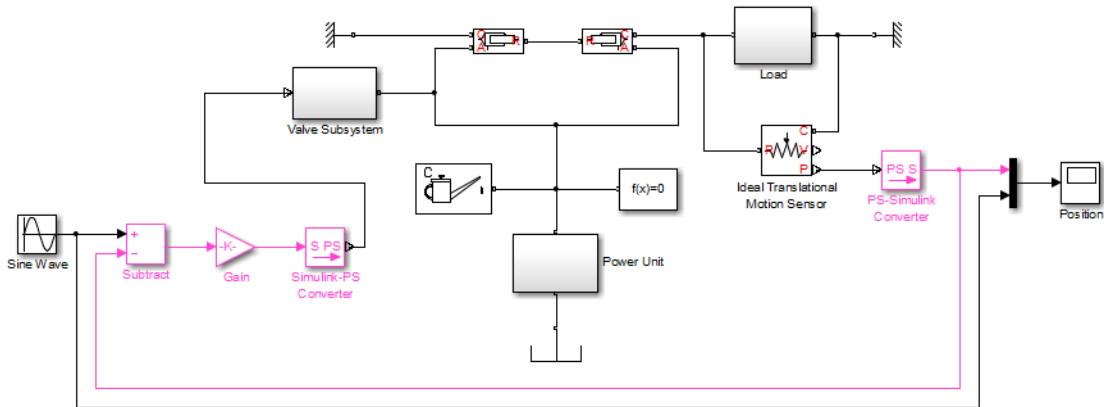 C
A
R
R
C
A
Load
Valve Subsystem
C
R
V
P
Ideal Translational
Motion Sensor
PS S
PS-Simulink
Converter
Position
C
f(x)=0
Sine Wave
+
−
Subtract
-K-
Gain
S PS
Simulink-PS
Converter
Power Unit